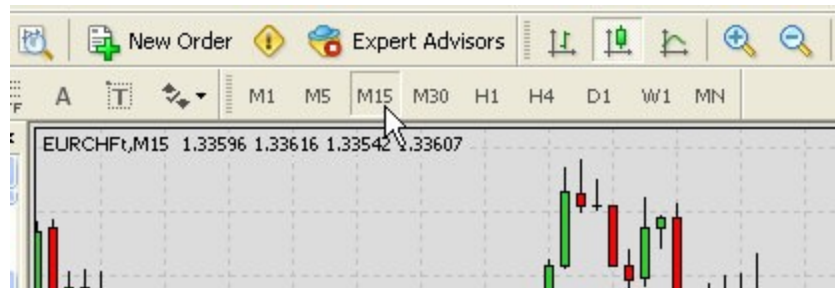 New Order Expert Advisors
A T M1 M5 M15 M30 H1 H4 D1 W1 MN
EURCHFt,M15 1.33596 1.33616 1.33542 1.33607